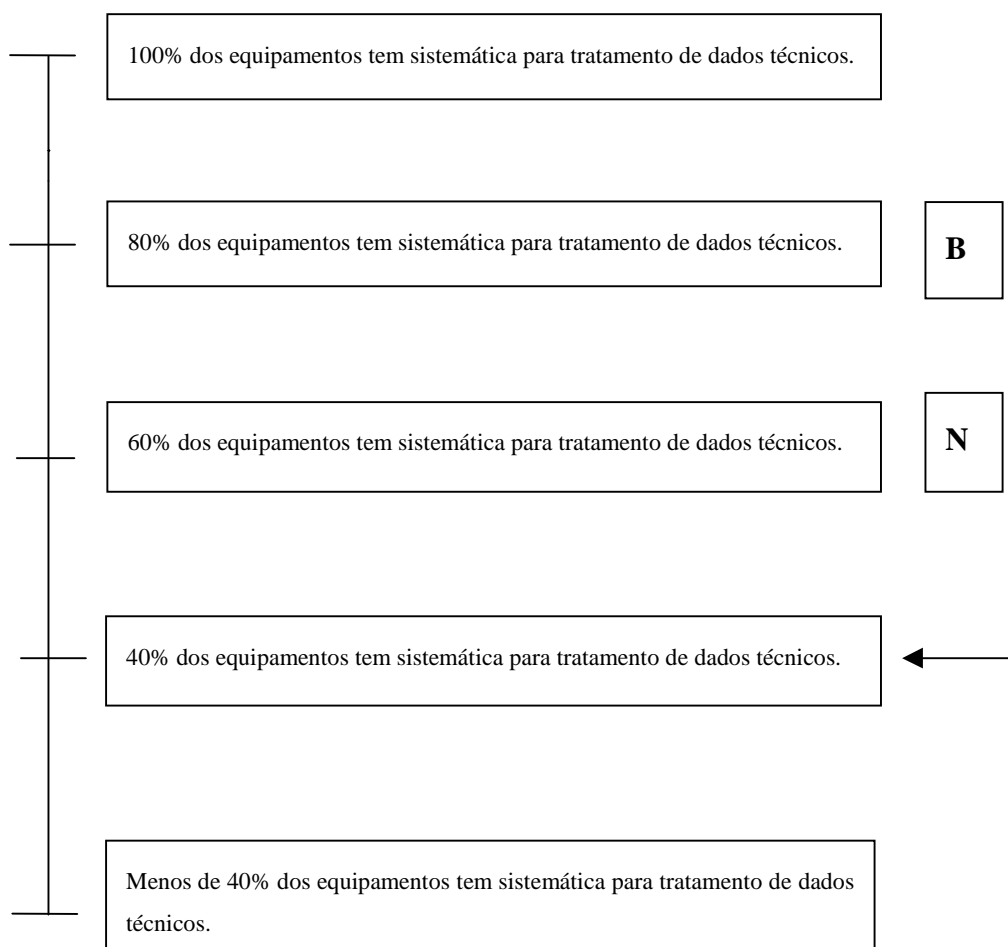 100% dos equipamentos tem sistemática para tratamento de dados técnicos.
80% dos equipamentos tem sistemática para tratamento de dados técnicos.
B
60% dos equipamentos tem sistemática para tratamento de dados técnicos.
N
40% dos equipamentos tem sistemática para tratamento de dados técnicos.
Menos de 40% dos equipamentos tem sistemática para tratamento de dados
técnicos.